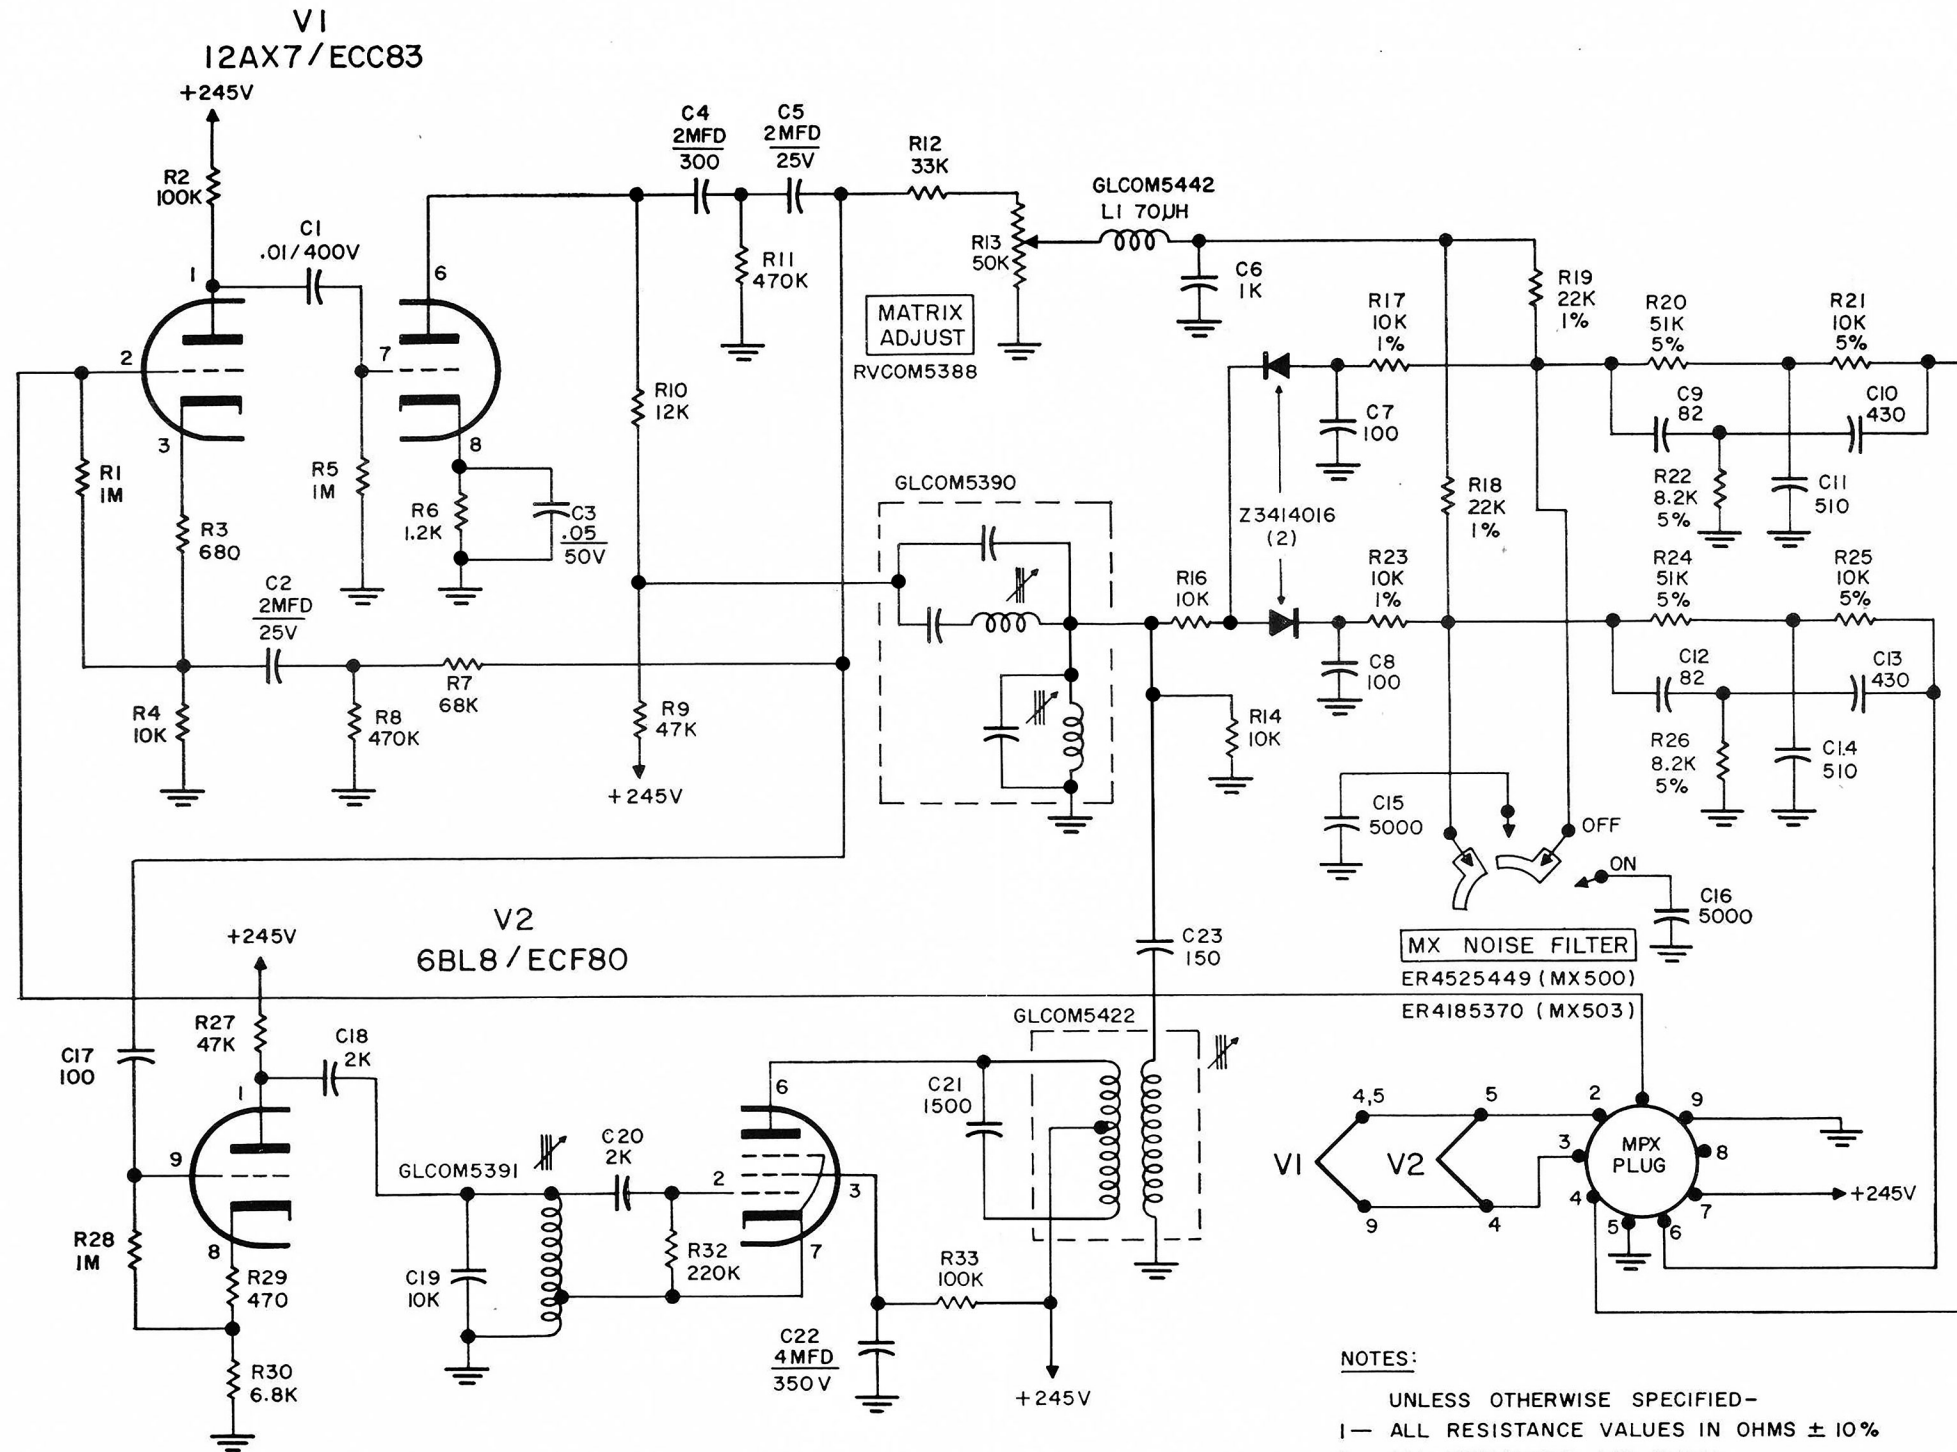 V1
12AX7/ECC83
+245V
R2
100K
C1
.01/400V
1
2
3
6
7
8
R1
1M
R3
680
R5
1M
R6
1.2K
C3
.05
50V
C2
2MFD
25V
R4
10K
R8
470K
R7
68K
C4
2MFD
300
C5
2MFD
25V
R12
33K
R11
470K
R13
50K
MATRIX
ADJUST
RVCOM5388
GLCOM5442
L1 70µH
C6
1K
R10
12K
R9
47K
+245V
GLCOM5390
R16
10K
R14
10K
Z3414016
(2)
R17
10K
1%
C7
100
R19
22K
1%
R18
22K
1%
R23
10K
1%
C8
100
R20
51K
5%
R21
10K
5%
C9
82
C10
430
R22
8.2K
5%
C11
510
R24
51K
5%
R25
10K
5%
C12
82
C13
430
R26
8.2K
5%
C14
510
C15
5000
OFF
ON
C16
5000
MX NOISE FILTER
ER4525449 (MX500)
ER4185370 (MX503)
V2
6BL8/ECF80
+245V
R27
47K
C17
100
C18
2K
1
9
8
R28
1M
R29
470
R30
6.8K
GLCOM5391
C19
10K
C20
2K
R32
220K
6
2
3
7
C21
1500
GLCOM5422
C23
150
R33
100K
C22
4MFD
350V
+245V
V1
4,5
9
V2
5
4
MPX
PLUG
2
3
4
5
6
7
8
9
+245V
NOTES:
UNLESS OTHERWISE SPECIFIED-
1— ALL RESISTANCE VALUES IN OHMS ± 10%